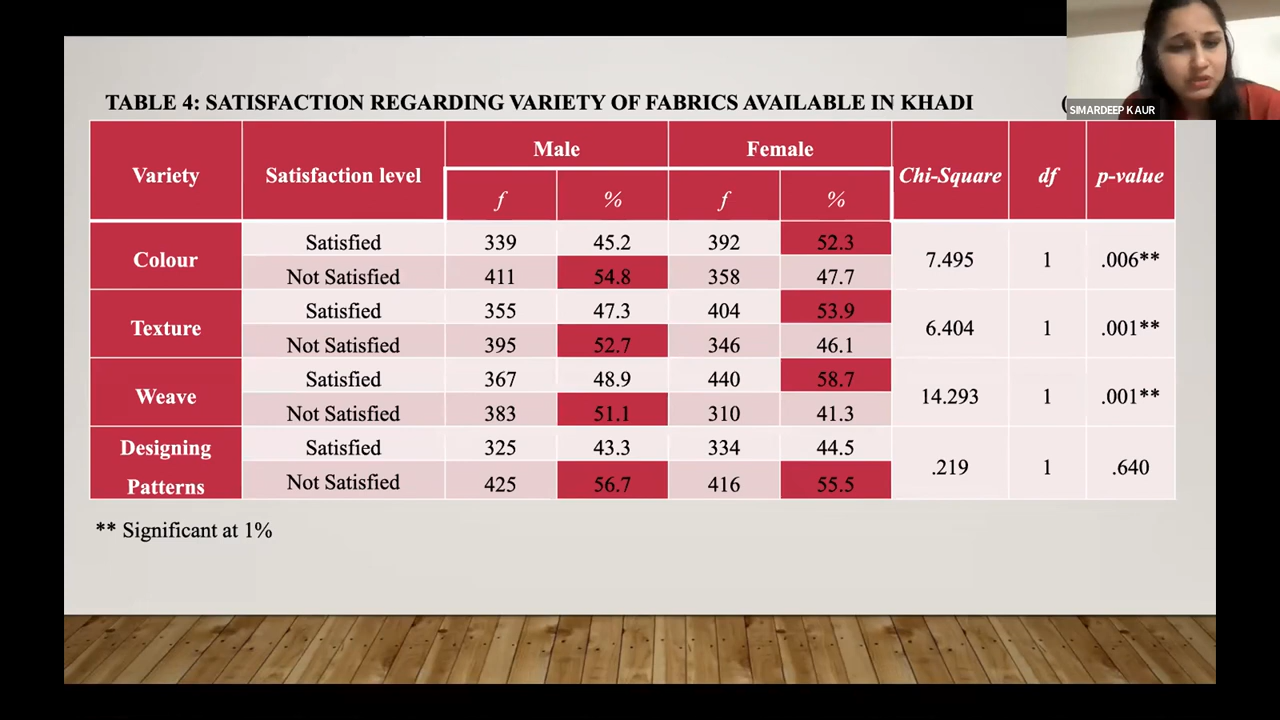 SIMARDEEP KAUR
TABLE 4: SATISFACTION REGARDING VARIETY OF FABRICS AVAILABLE IN KHADI (
Variety Satisfaction level Male Female Chi-Square df p-value
f % f %
Colour Satisfied 339 45.2 392 52.3 7.495 1 .006**
Not Satisfied 411 54.8 358 47.7
Texture Satisfied 355 47.3 404 53.9 6.404 1 .001**
Not Satisfied 395 52.7 346 46.1
Weave Satisfied 367 48.9 440 58.7 14.293 1 .001**
Not Satisfied 383 51.1 310 41.3
Designing Patterns Satisfied 325 43.3 334 44.5 .219 1 .640
Not Satisfied 425 56.7 416 55.5
** Significant at 1%